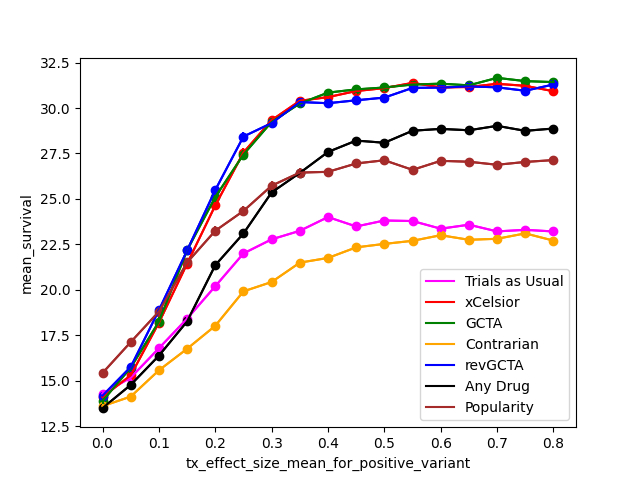 32.5
30.0
27.5
25.0
22.5
20.0
17.5
15.0
12.5
mean_survival
Trials as Usual
xCelsior
GCTA
Contrarian
revGCTA
Any Drug
Popularity
0.0 0.1 0.2 0.3 0.4 0.5 0.6 0.7 0.8
tx_effect_size_mean_for_positive_variant